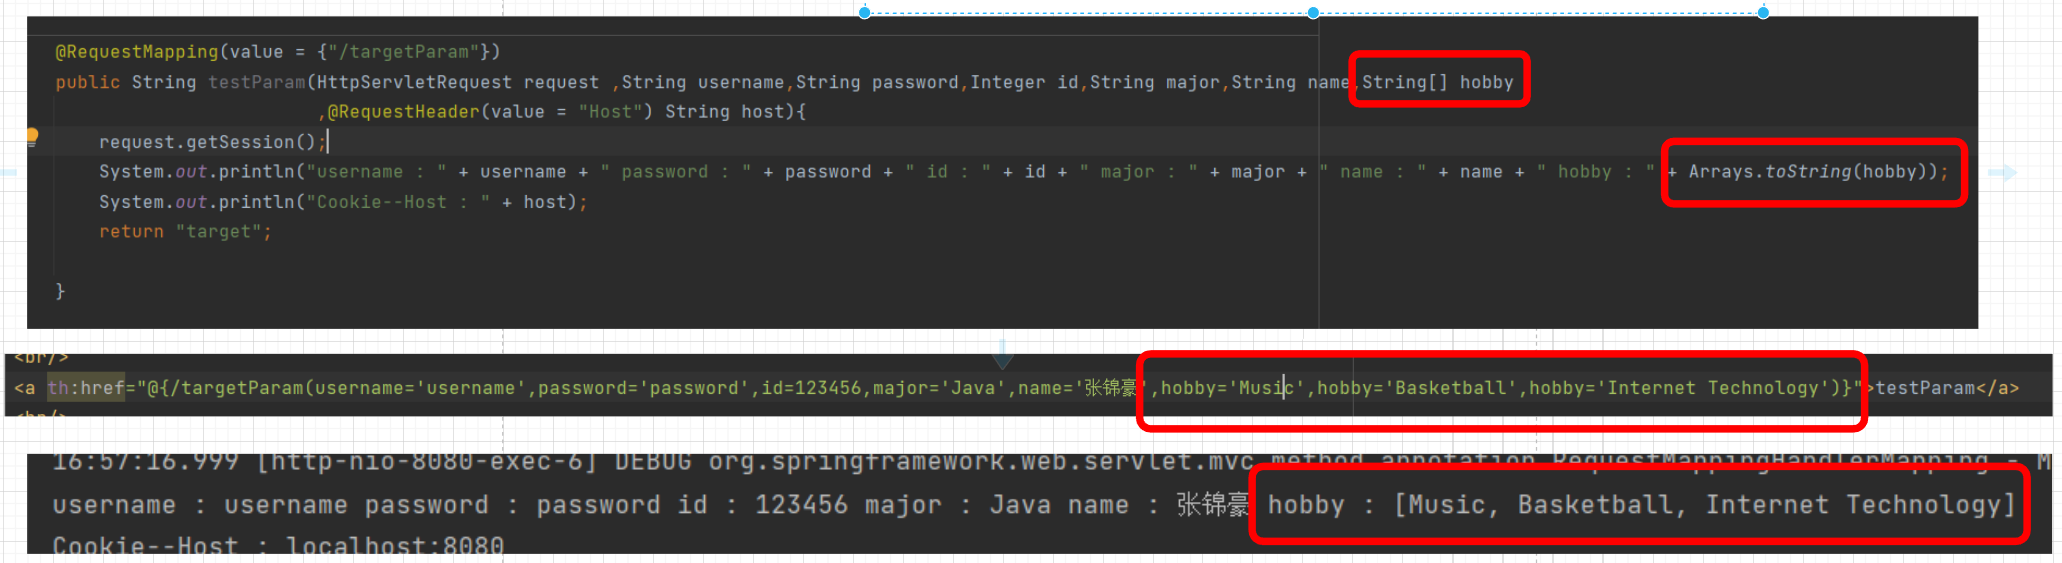 @RequestMapping(value = {"/targetParam"})
public String testParam(HttpServletRequest request ,String username,String password,Integer id,String major,String name,String[] hobby
,@RequestHeader(value = "Host") String host){
request.getSession();
System.out.println("username : " + username + " password : " + password + " id : " + id + " major : " + major + " name : " + name + " hobby : " + Arrays.toString(hobby));
System.out.println("Cookie--Host : " + host);
return "target";
}
<br/>
<a th:href="@{/targetParam(username='username',password='password',id=123456,major='Java',name='张锦豪',hobby='Music',hobby='Basketball',hobby='Internet Technology')}">testParam</a>
<br/>
16:57:16.999 [http-nio-8080-exec-6] DEBUG org.springframework.web.servlet.mvc.method.annotation.RequestMappingHandlerMapping - M
username : username password : password id : 123456 major : Java name : 张锦豪 hobby : [Music, Basketball, Internet Technology]
Cookie--Host : localhost:8080